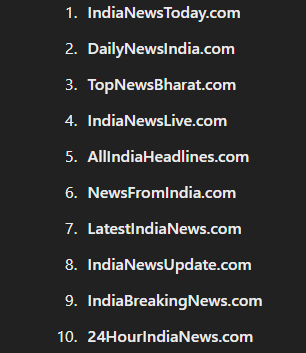 1. IndiaNewsToday.com
2. DailyNewsIndia.com
3. TopNewsBharat.com
4. IndiaNewsLive.com
5. AllIndiaHeadlines.com
6. NewsFromIndia.com
7. LatestIndiaNews.com
8. IndiaNewsUpdate.com
9. IndiaBreakingNews.com
10. 24HourIndiaNews.com